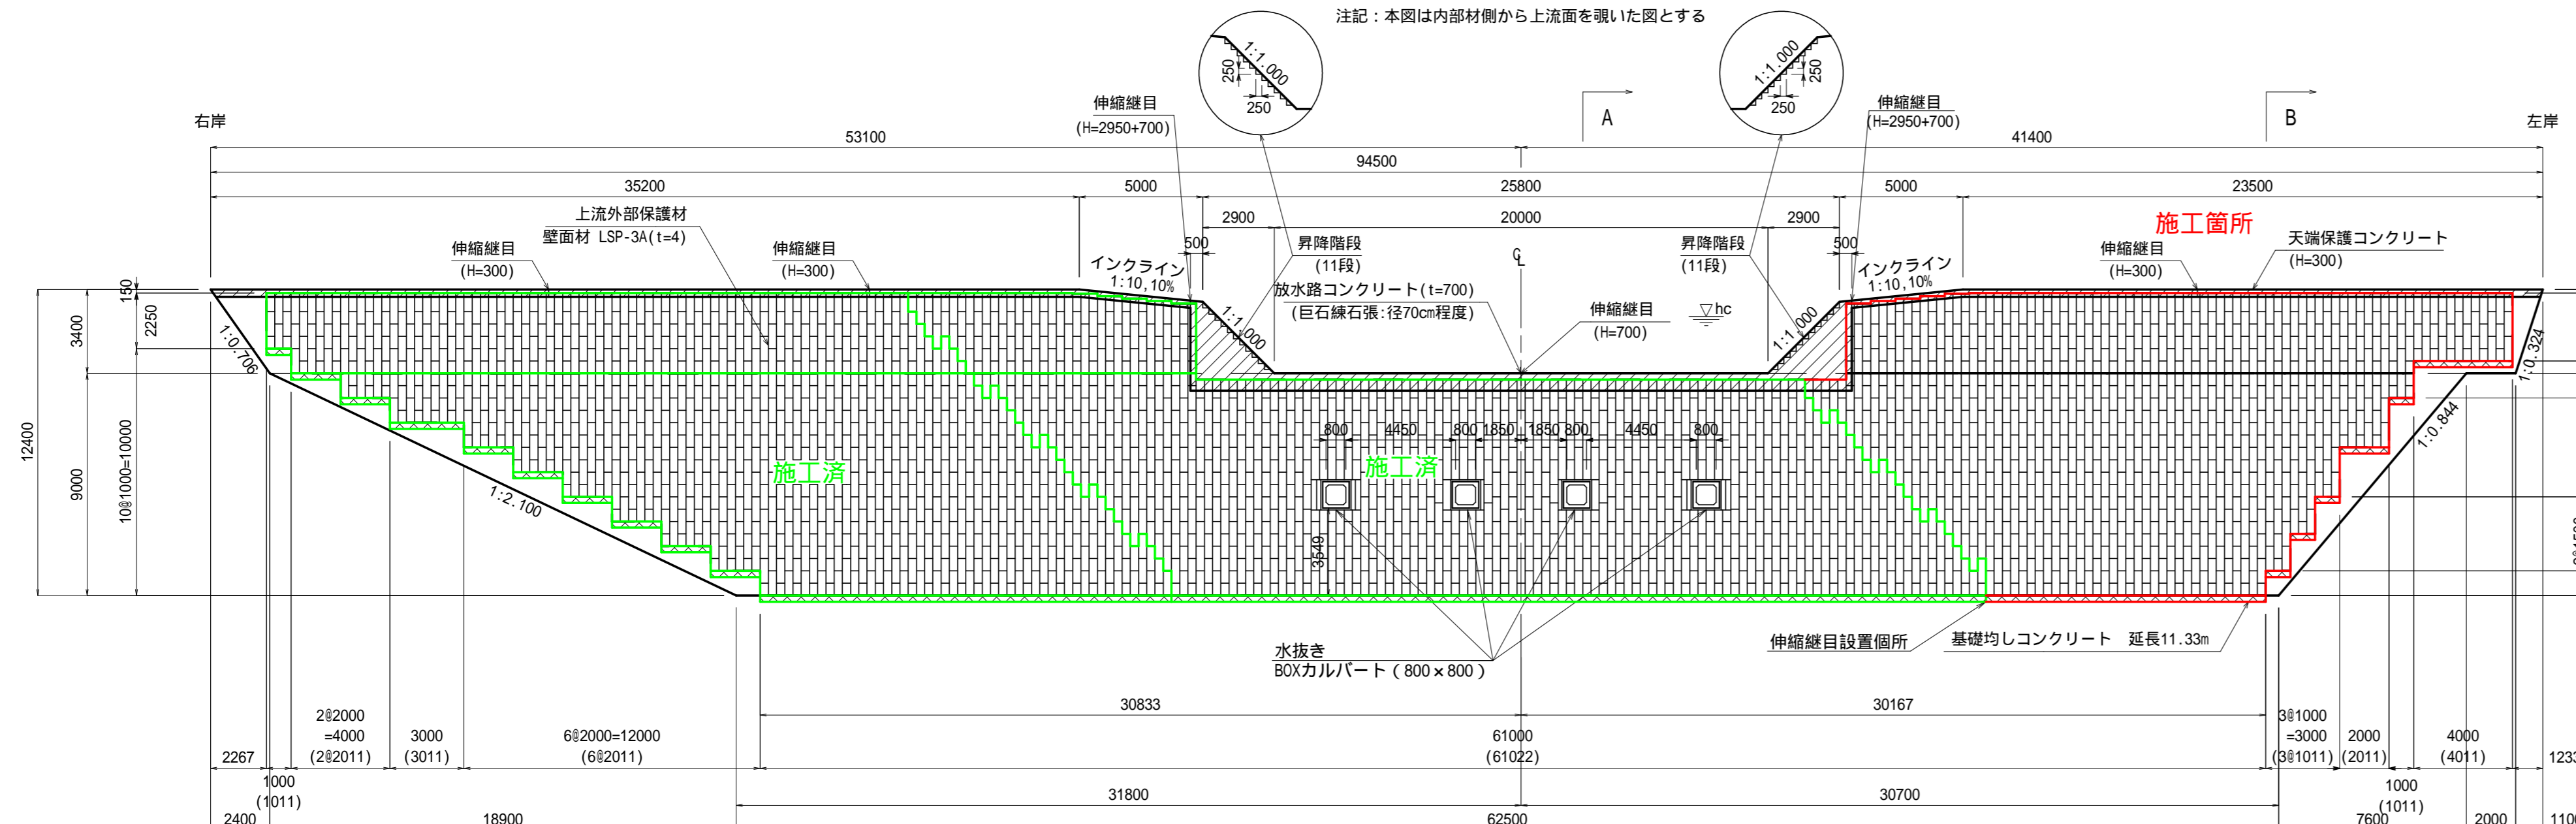 注記：本図は内部材側から上流面を覗いた図とする
1:1.000
250
250
1:1.000
250
250
伸縮継目
(H=2950+700)
伸縮継目
(H=2950+700)
A
B
右岸
左岸
53100
41400
94500
35200
5000
25800
5000
23500
2900
20000
2900
500
500
上流外部保護材
壁面材 LSP-3A(t=4)
伸縮継目
(H=300)
伸縮継目
(H=300)
インクライン
1:10,10%
昇降階段
(11段)
放水路コンクリート(t=700)
(巨石練石張:径70cm程度)
伸縮継目
(H=700)
▽hc
昇降階段
(11段)
インクライン
1:10,10%
施工箇所
伸縮継目
(H=300)
天端保護コンクリート
(H=300)
150
2250
3400
12400
9000
10@1000=10000
1:0.706
1:1.000
1:1.000
1:0.324
1:0.844
1:2.100
施工済
施工済
800
4450
800
1850
1850
800
4450
800
3549
水抜き
BOXカルバート（800×800）
伸縮継目設置個所
基礎均しコンクリート 延長11.33m
30833
30167
2267
1000
(1011)
2@2000
=4000
(2@2011)
3000
(3011)
6@2000=12000
(6@2011)
61000
(61022)
3@1000
=3000
(3@1011)
2000
(2011)
1000
(1011)
4000
(4011)
31800
30700
2400
18900
62500
7600
2000